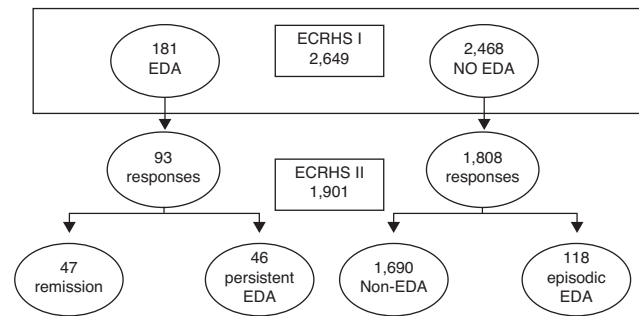 181
EDA
ECRHS I
2,649
2,468
NO EDA
93
responses
ECRHS II
1,901
1,808
responses
47
remission
46
persistent
EDA
1,690
Non-EDA
118
episodic
EDA